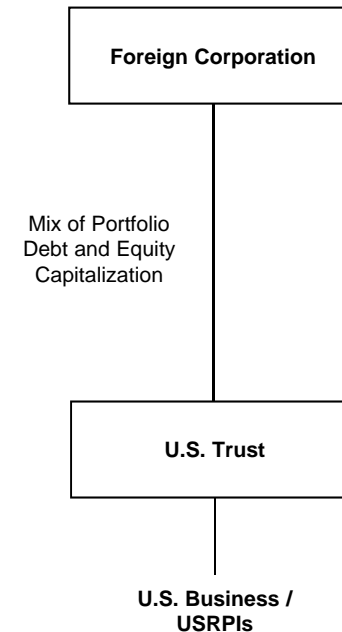 Foreign Corporation
Mix of Portfolio
Debt and Equity
Capitalization
U.S. Trust
U.S. Business /
USRPIs